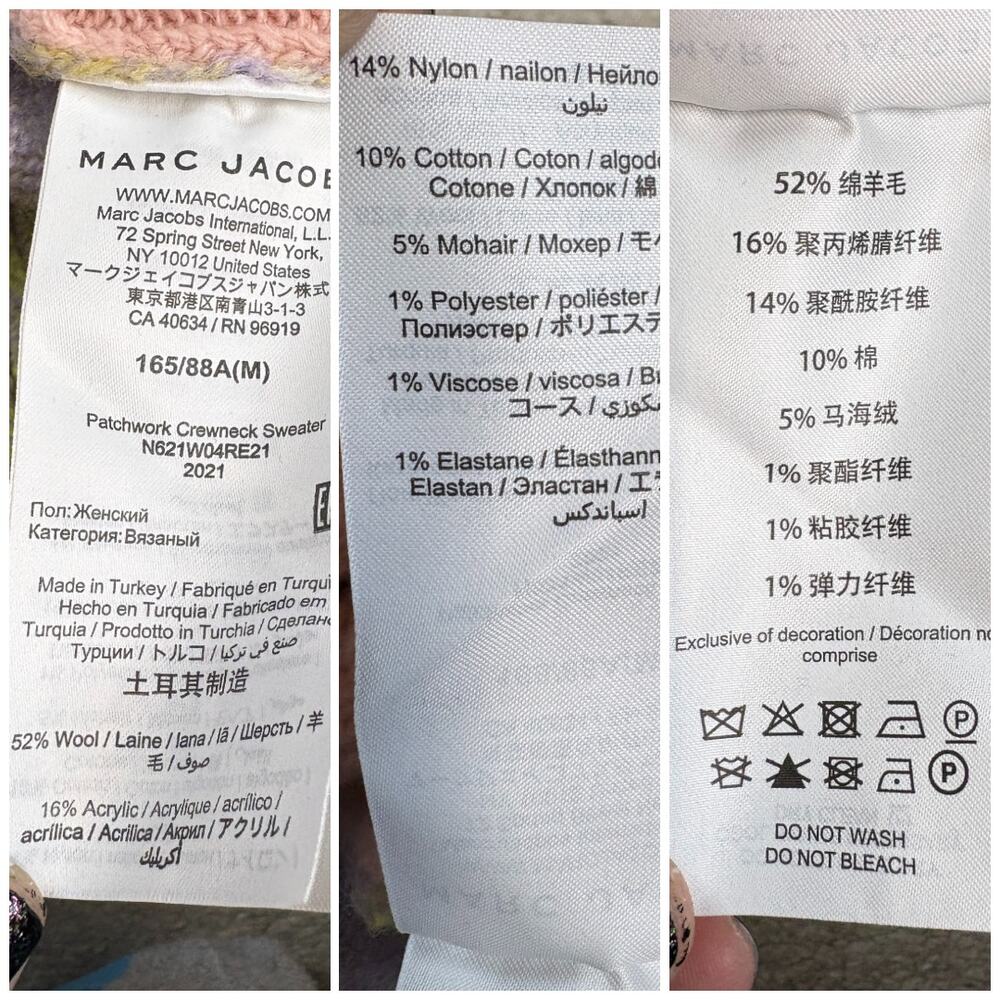 MARC JACOB
WWW.MARCJACOBS.COM
Marc Jacobs International, L.L.
72 Spring Street New York,
NY 10012 United States
マークジェイコブスジャパン株式
東京都港区南青山3-1-3
CA 40634 / RN 96919
165/88A(M)
Patchwork Crewneck Sweater
N621W04RE21
2021
Пол:Женский
Категория:Вязаный
Made in Turkey / Fabriqué en Turqui
Hecho en Turquia / Fabricado em
Turquia / Prodotto in Turchia / Сделано
Турции / トルコ / صنع في تركيا
土耳其制造
52% Wool / Laine / lana / lã / Шерсть / 羊
毛 / صوف
16% Acrylic / Acrylique / acrílico /
acrílica / Acrilica / Акрил / アクリル /
أكريليك
14% Nylon / nailon / Нейло
نيلون
10% Cotton / Coton / algod
Cotone / Хлопок / 綿
5% Mohair / Мохер / モ
1% Polyester / poliéster /
Полиэстер / ポリエステ
1% Viscose / viscosa / В
コース / سكوزي
1% Elastane / Élasthann
Elastan / Эластан / エラ
اسباندكس
52% 绵羊毛
16% 聚丙烯腈纤维
14% 聚酰胺纤维
10% 棉
5% 马海绒
1% 聚酯纤维
1% 粘胶纤维
1% 弹力纤维
Exclusive of decoration / Décoration no
comprise
P
P
DO NOT WASH
DO NOT BLEACH